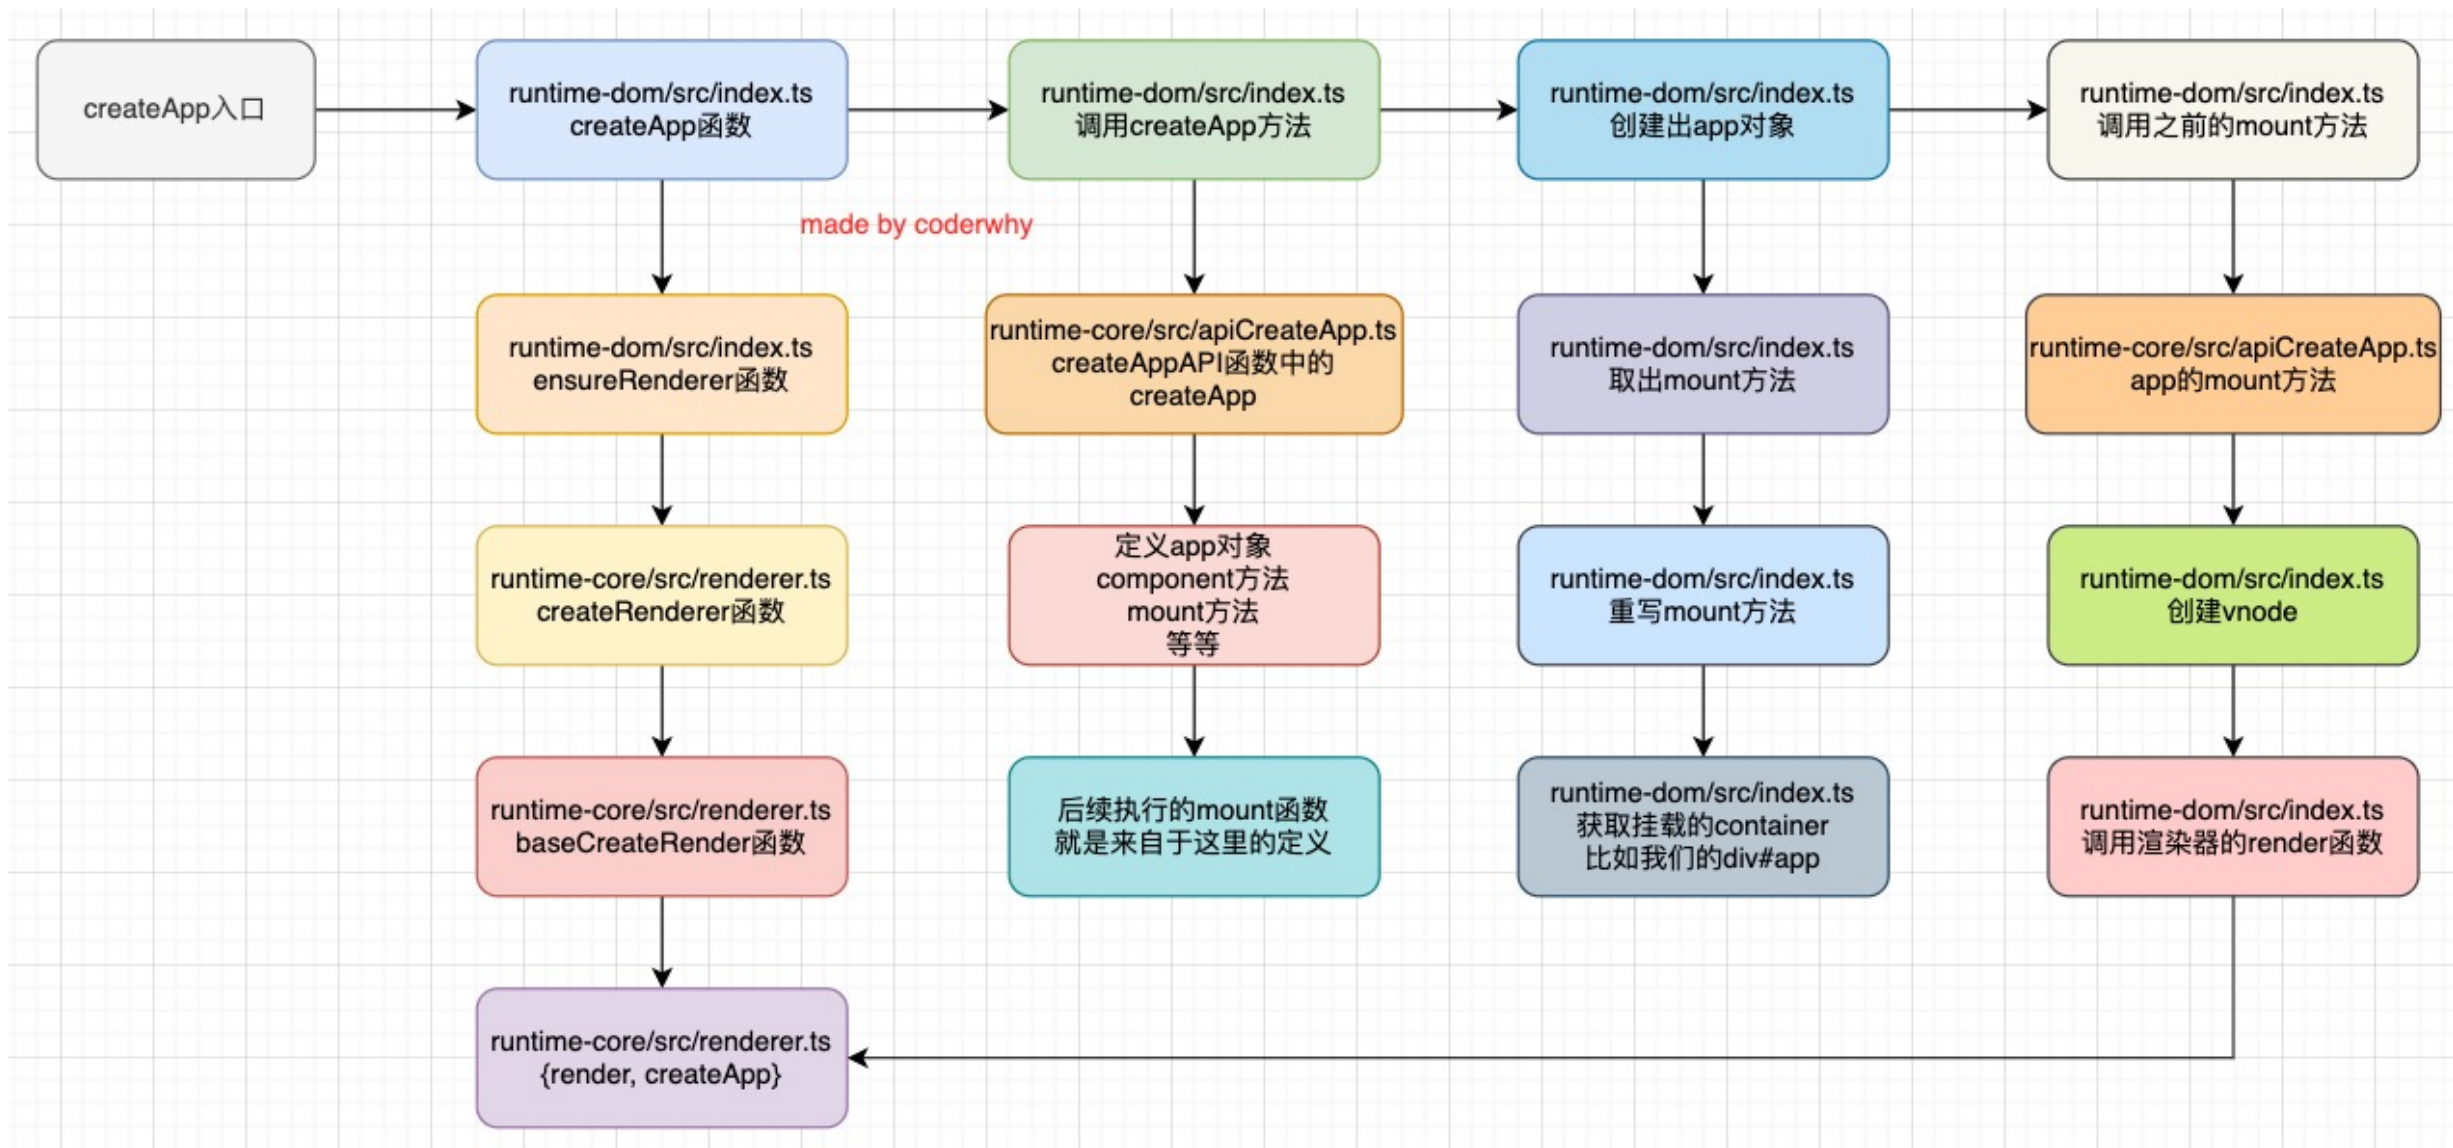 createApp入口
runtime-dom/src/index.ts
createApp函数
runtime-dom/src/index.ts
调用createApp方法
runtime-dom/src/index.ts
创建出app对象
runtime-dom/src/index.ts
调用之前的mount方法
made by coderwhy
runtime-dom/src/index.ts
ensureRenderer函数
runtime-core/src/apiCreateApp.ts
createAppAPI函数中的
createApp
runtime-dom/src/index.ts
取出mount方法
runtime-core/src/apiCreateApp.ts
app的mount方法
runtime-core/src/renderer.ts
createRenderer函数
定义app对象
component方法
mount方法
等等
runtime-dom/src/index.ts
重写mount方法
runtime-dom/src/index.ts
创建vnode
runtime-core/src/renderer.ts
baseCreateRender函数
后续执行的mount函数
就是来自于这里的定义
runtime-dom/src/index.ts
获取挂载的container
比如我们的div#app
runtime-dom/src/index.ts
调用渲染器的render函数
runtime-core/src/renderer.ts
{render, createApp}